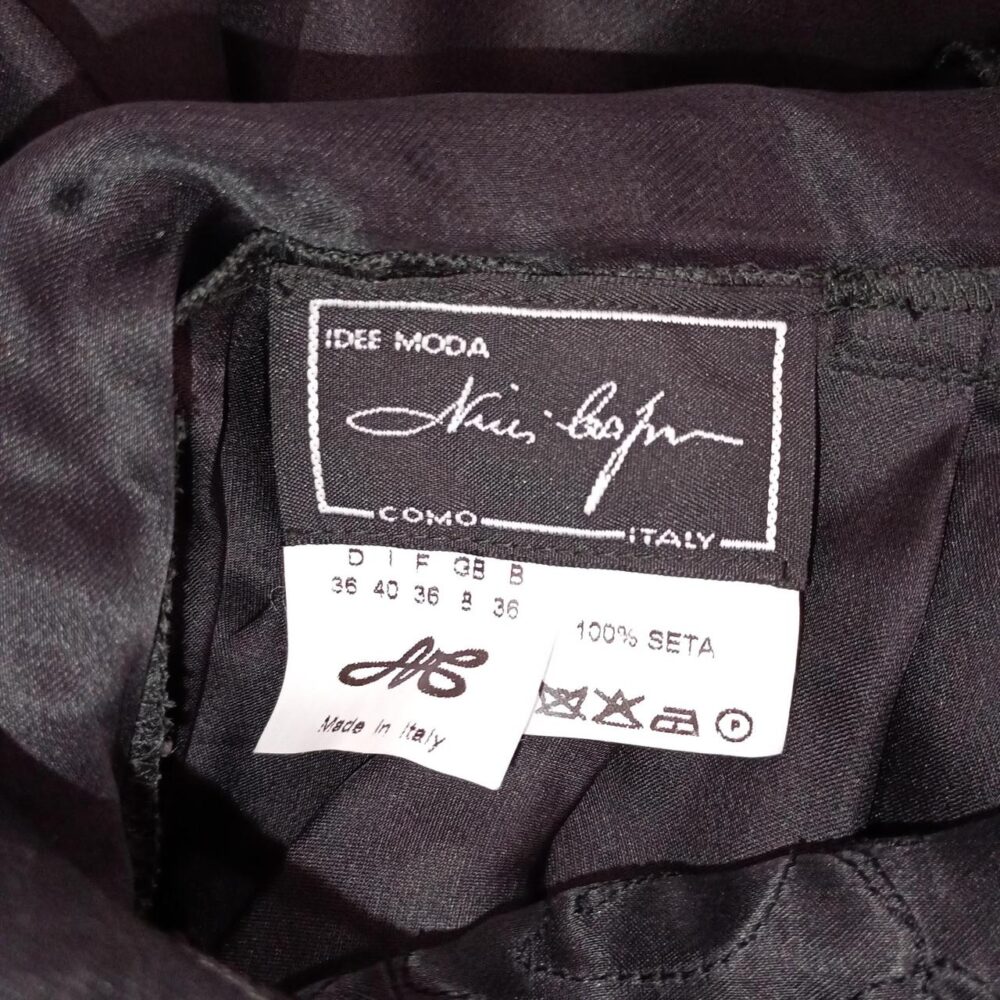 IDEE MODA
COMO
ITALY
D I F GB B
36 40 36 8 36
100% SETA
P
Made in Italy